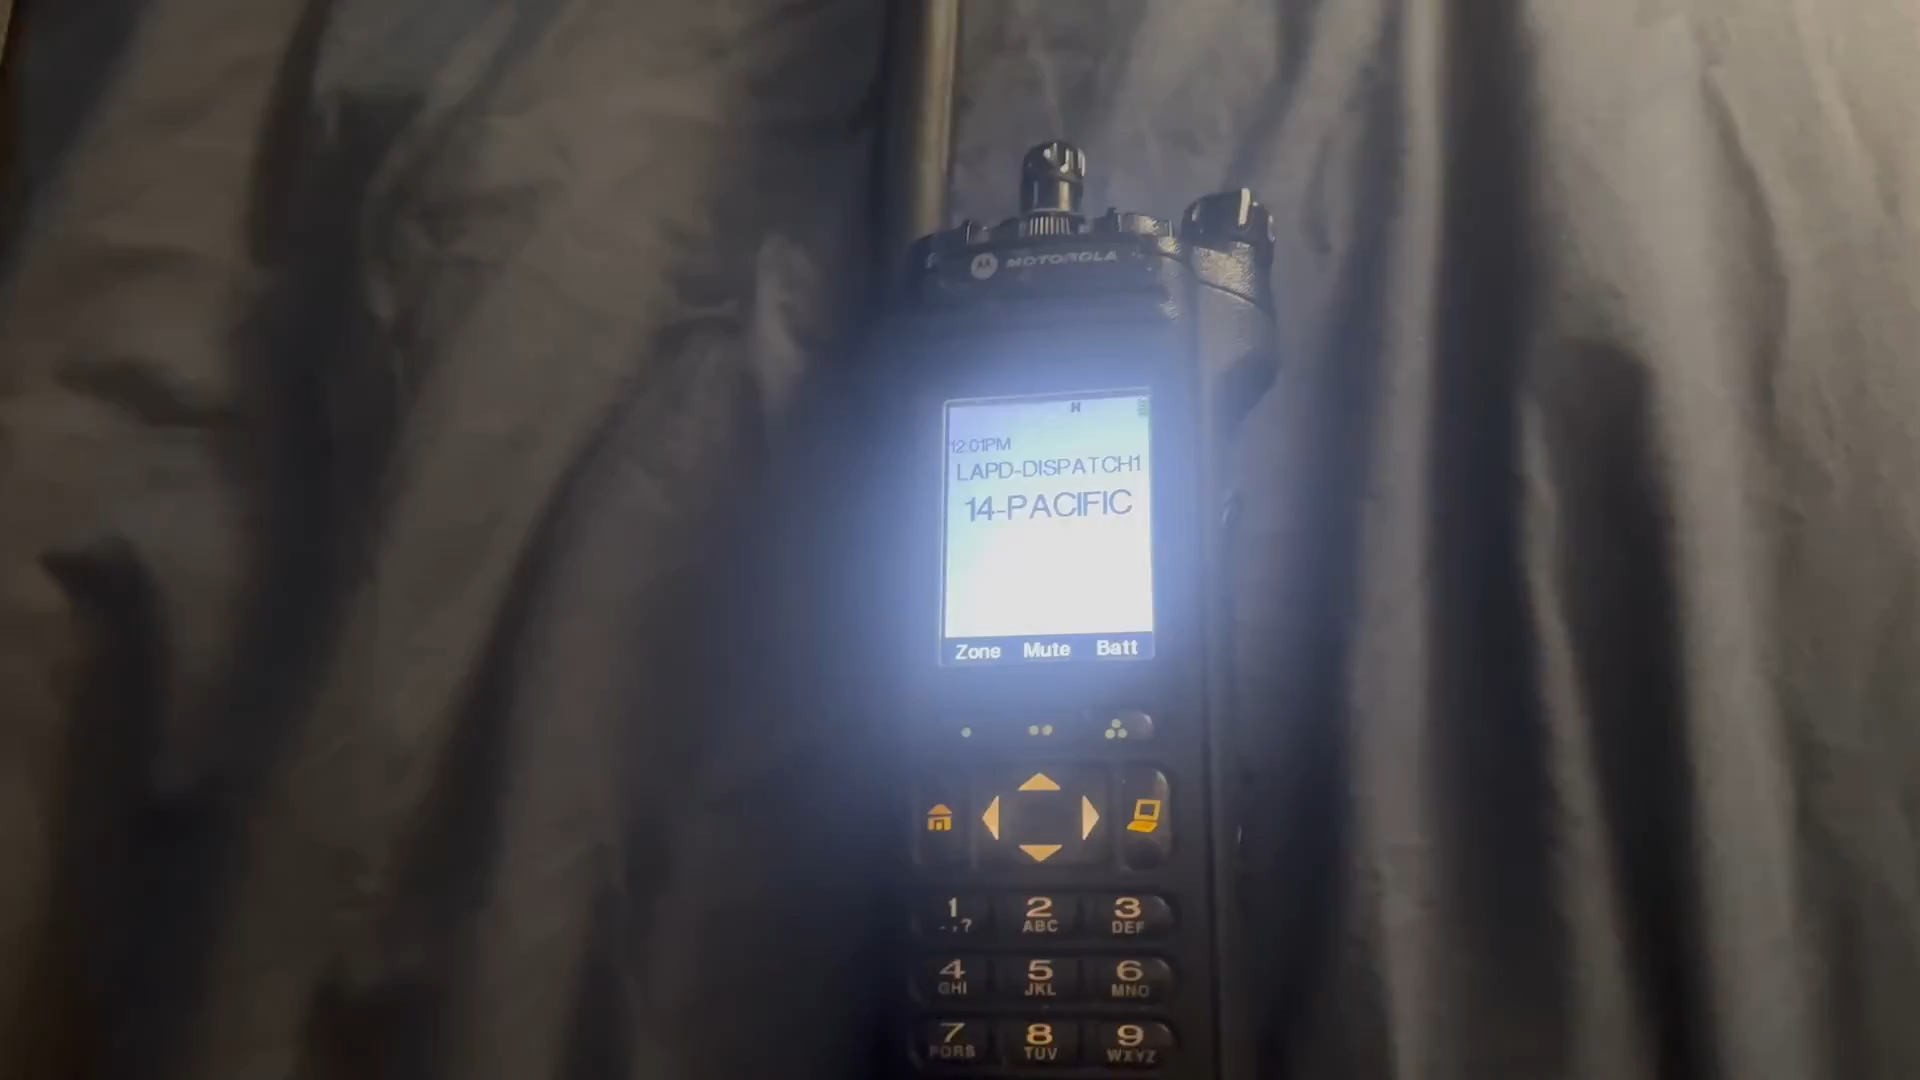 MOTOROLA
H
12:01PM
LAPD-DISPATCH1
14-PACIFIC
Zone Mute Batt
1 2 3
.,? ABC DEF
4 5 6
GHI JKL MNO
7 8 9
PQRS TUV WXYZ